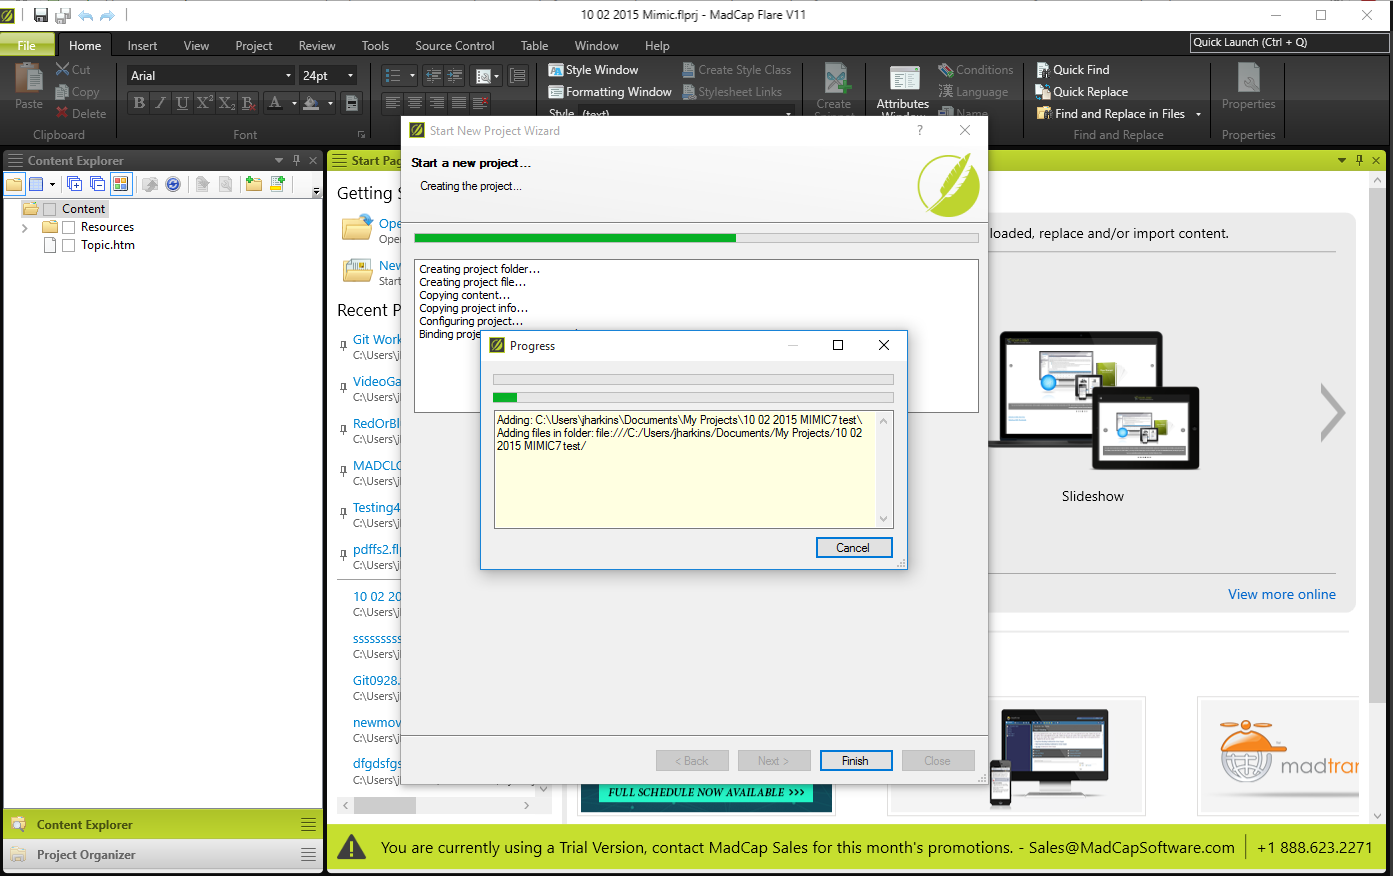 10 02 2015 Mimic.flprj - MadCap Flare V11
File
Home
Insert
View
Project
Review
Tools
Source Control
Table
Window
Help
Quick Launch (Ctrl + Q)
Paste
Cut
Copy
Delete
Clipboard
Arial
24pt
Font
Style Window
Formatting Window
Style (text)
Create Style Class
Stylesheet Links
Create
Attributes
Conditions
Language
Name
Quick Find
Quick Replace
Find and Replace in Files
Find and Replace
Properties
Properties
Content Explorer
Content
Resources
Topic.htm
Content Explorer
Project Organizer
Start Pag
Getting S
Ope
Open
New
Start
Recent P
Git Work
C:\Users\j
VideoGa
C:\Users\j
RedOrBl
C:\Users\j
MADCLO
C:\Users\j
Testing4
C:\Users\j
pdffs2.fl
C:\Users\j
10 02 20
C:\Users\j
sssssssss
C:\Users\j
Git0928.
C:\Users\j
newmov
C:\Users\j
dfgdsfgs
C:\Users\j
Start New Project Wizard
Start a new project...
Creating the project...
Creating project folder...
Creating project file...
Copying content...
Copying project info...
Configuring project...
Binding proje
Progress
Adding: C:\Users\jharkins\Documents\My Projects\10 02 2015 MIMIC7 test\
Adding files in folder: file:///C:/Users/jharkins/Documents/My Projects/10 02
2015 MIMIC7 test/
Cancel
< Back
Next >
Finish
Close
loaded, replace and/or import content.
Slideshow
View more online
FULL SCHEDULE NOW AVAILABLE >>>
madtran
You are currently using a Trial Version, contact MadCap Sales for this month's promotions. - Sales@MadCapSoftware.com
+1 888.623.2271